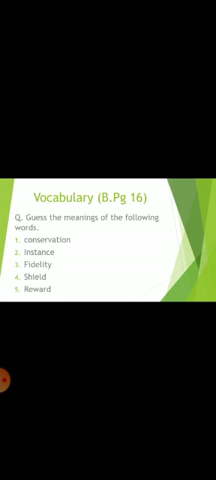 Vocabulary (B.Pg 16)
Q. Guess the meanings of the following
words.
1. conservation
2. Instance
3. Fidelity
4. Shield
5. Reward